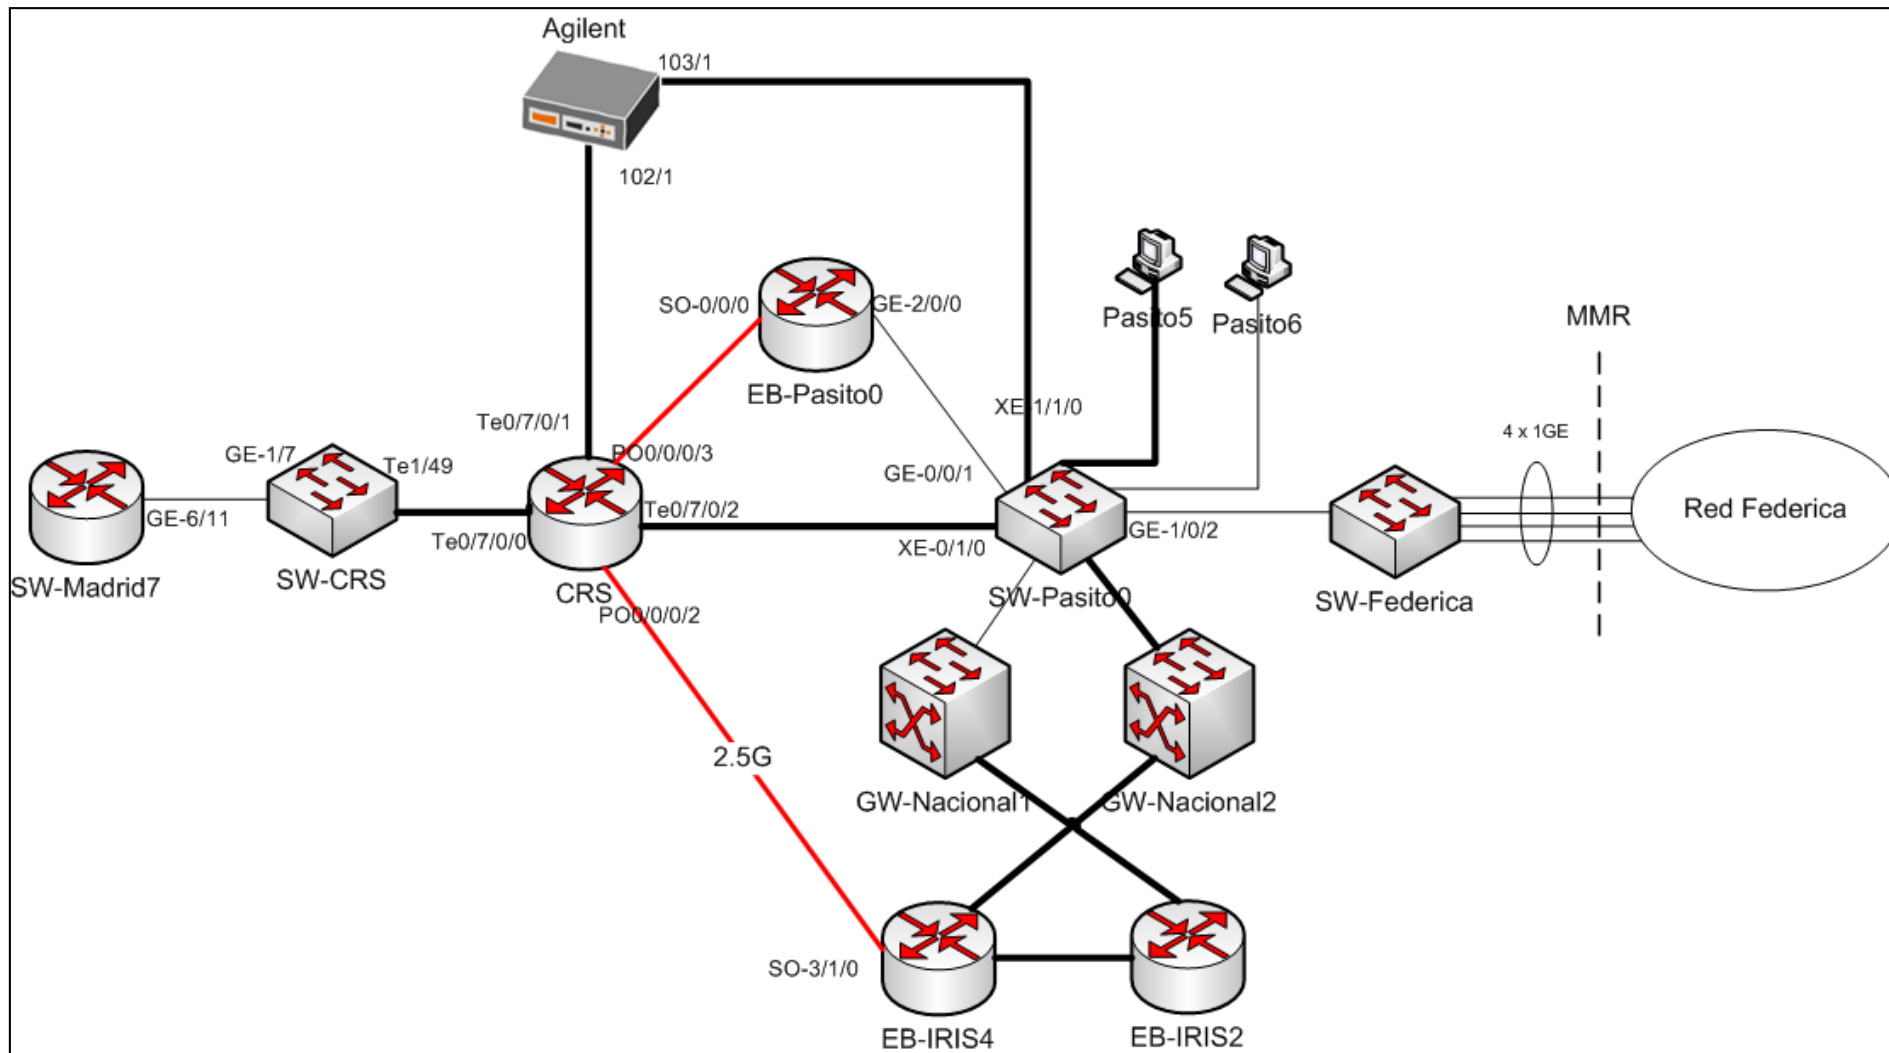 Agilent
103/1
102/1
SO-0/0/0
GE-2/0/0
Pasito5
Pasito6
MMR
EB-Pasito0
XE-1/1/0
Te0/7/0/1
4 x 1GE
GE-1/7
Te1/49
PO0/0/0/3
GE-0/0/1
Red Federica
GE-6/11
Te0/7/0/2
GE-1/0/2
Te0/7/0/0
XE-0/1/0
SW-Madrid7
SW-CRS
CRS
SW-Pasito0
SW-Federica
PO0/0/0/2
2.5G
GW-Nacional1
GW-Nacional2
SO-3/1/0
EB-IRIS4
EB-IRIS2